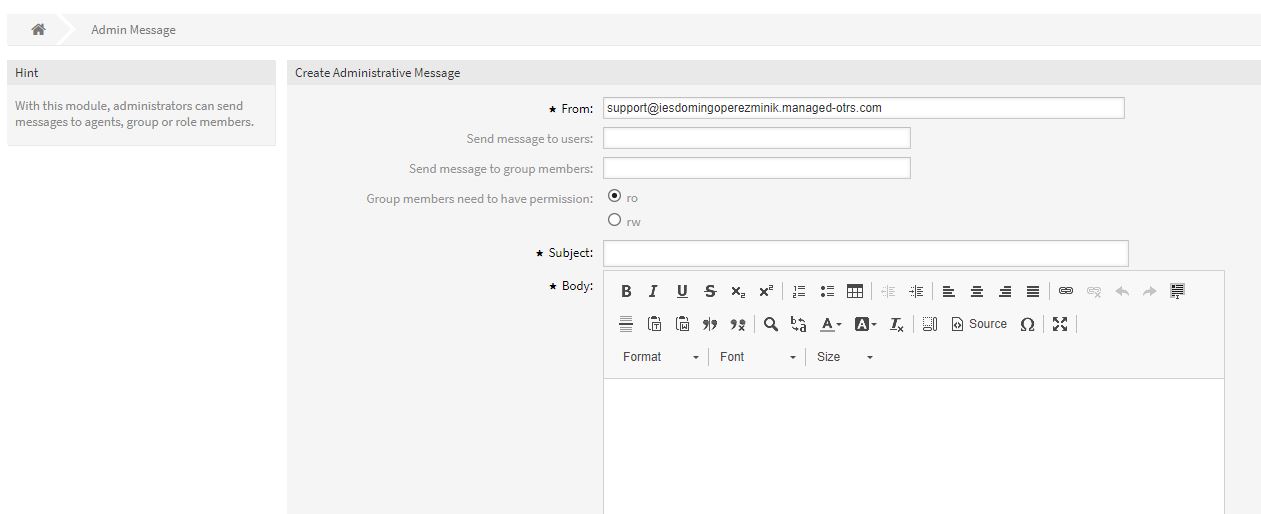 Admin Message
Hint
With this module, administrators can send
messages to agents, group or role members.
Create Administrative Message
★ From: support@iesdomingoperezminik.managed-otrs.com
Send message to users:
Send message to group members:
Group members need to have permission: ro
rw
★ Subject:
★ Body:
Source
Format Font Size